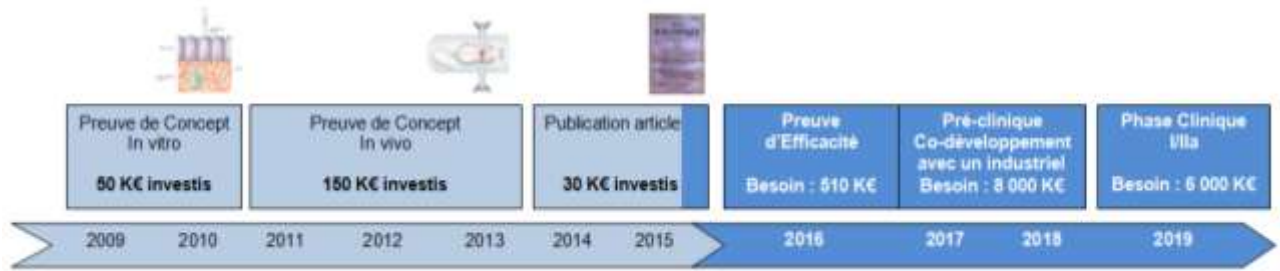 Preuve de Concept
In vitro
50 K€ investis
Preuve de Concept
In vivo
150 K€ investis
Publication article
30 K€ investis
Preuve
d'Efficacité
Besoin : 510 K€
Pré-clinique
Co-développement
avec un industriel
Besoin : 8 000 K€
Phase Clinique
I/IIa
Besoin : 6 000 K€
2009 2010 2011 2012 2013 2014 2015 2016 2017 2018 2019